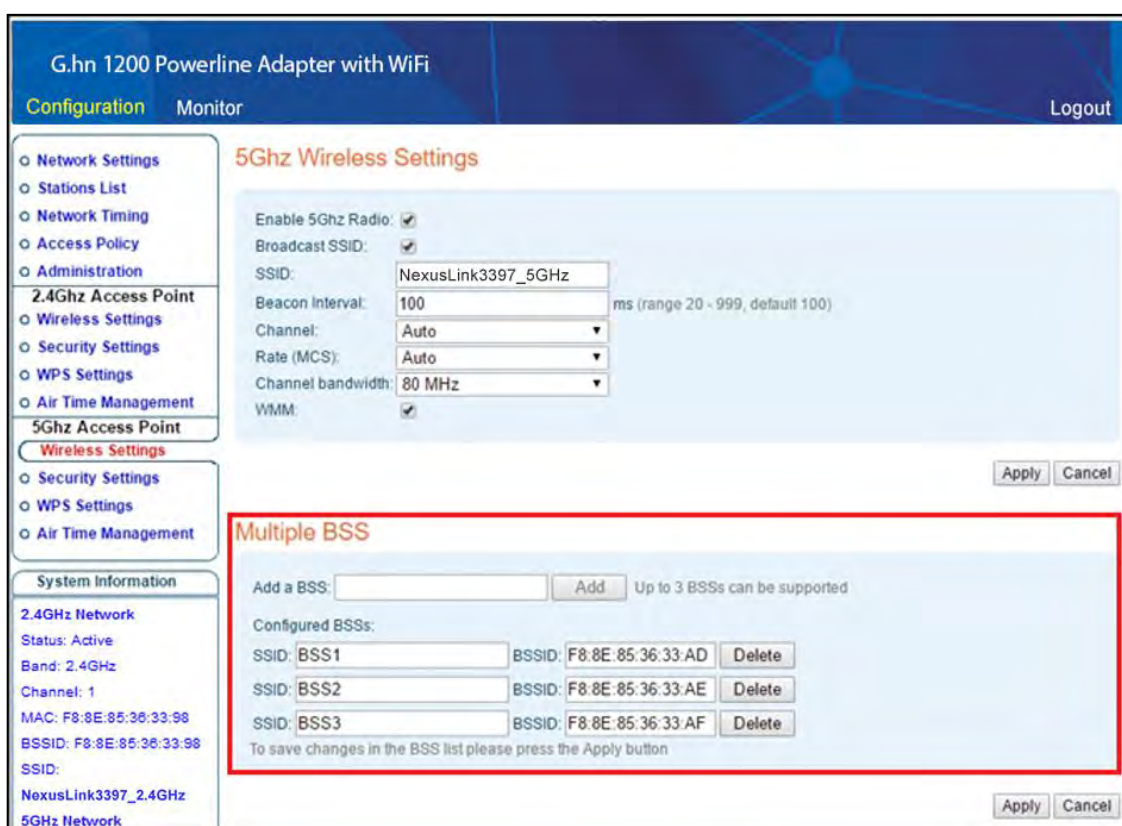 G.hn 1200 Powerline Adapter with WiFi
Configuration Monitor Logout
Network Settings
Stations List
Network Timing
Access Policy
Administration
2.4Ghz Access Point
Wireless Settings
Security Settings
WPS Settings
Air Time Management
5Ghz Access Point
Wireless Settings
Security Settings
WPS Settings
Air Time Management
System Information
2.4GHz Network
Status: Active
Band: 2.4GHz
Channel: 1
MAC: F8:8E:85:36:33:98
BSSID: F8:8E:85:36:33:98
SSID:
NexusLink3397_2.4GHz
5GHz Network
5Ghz Wireless Settings
Enable 5Ghz Radio:
Broadcast SSID:
SSID: NexusLink3397_5GHz
Beacon Interval: 100 ms (range 20 - 999, default 100)
Channel: Auto
Rate (MCS): Auto
Channel bandwidth: 80 MHz
WMM:
Apply Cancel
Multiple BSS
Add a BSS: Add Up to 3 BSSs can be supported
Configured BSSs:
SSID: BSS1 BSSID: F8:8E:85:36:33:AD Delete
SSID: BSS2 BSSID: F8:8E:85:36:33:AE Delete
SSID: BSS3 BSSID: F8:8E:85:36:33:AF Delete
To save changes in the BSS list please press the Apply button
Apply Cancel